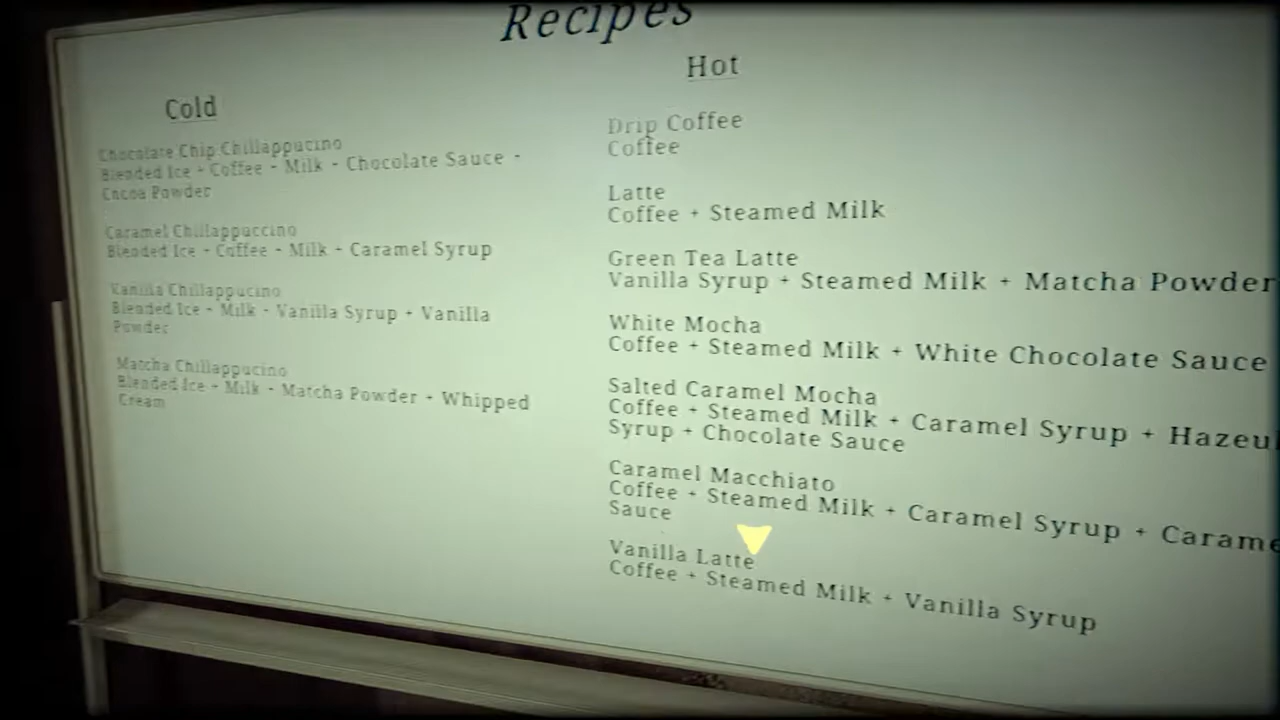 Recipes
Cold
Chocolate Chip Chillappucino
Blended Ice - Coffee - Milk - Chocolate Sauce -
Cocoa Powder
Caramel Chillappuccino
Blended Ice - Coffee - Milk - Caramel Syrup
Vanilla Chillappucino
Blended Ice - Milk - Vanilla Syrup + Vanilla
Powder
Matcha Chillappucino
Blended Ice - Milk - Matcha Powder + Whipped
Cream
Hot
Drip Coffee
Coffee
Latte
Coffee + Steamed Milk
Green Tea Latte
Vanilla Syrup + Steamed Milk + Matcha Powder
White Mocha
Coffee + Steamed Milk + White Chocolate Sauce
Salted Caramel Mocha
Coffee + Steamed Milk + Caramel Syrup + Hazeu
Syrup + Chocolate Sauce
Caramel Macchiato
Coffee + Steamed Milk + Caramel Syrup + Carame
Sauce
Vanilla Latte
Coffee + Steamed Milk + Vanilla Syrup